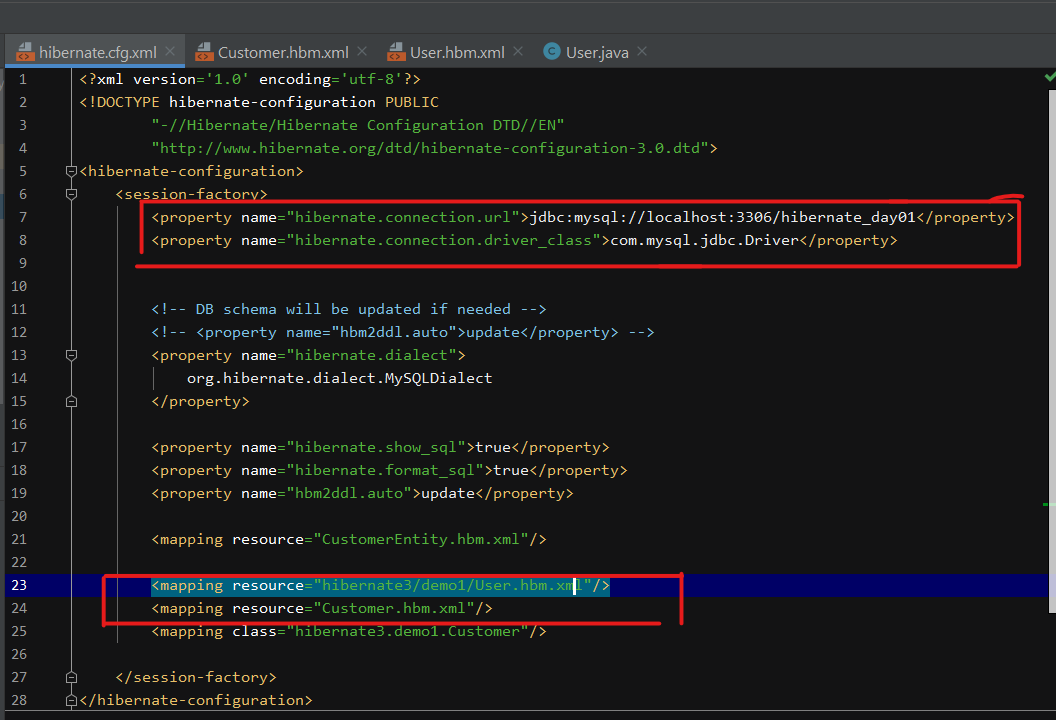 hibernate.cfg.xml × Customer.hbm.xml × User.hbm.xml × C User.java ×
1 <?xml version='1.0' encoding='utf-8'?>
2 <!DOCTYPE hibernate-configuration PUBLIC
3 "-//Hibernate/Hibernate Configuration DTD//EN"
4 "http://www.hibernate.org/dtd/hibernate-configuration-3.0.dtd">
5 <hibernate-configuration>
6 <session-factory>
7 <property name="hibernate.connection.url">jdbc:mysql://localhost:3306/hibernate_day01</property>
8 <property name="hibernate.connection.driver_class">com.mysql.jdbc.Driver</property>
9
10
11 <!-- DB schema will be updated if needed -->
12 <!-- <property name="hbm2ddl.auto">update</property> -->
13 <property name="hibernate.dialect">
14 org.hibernate.dialect.MySQLDialect
15 </property>
16
17 <property name="hibernate.show_sql">true</property>
18 <property name="hibernate.format_sql">true</property>
19 <property name="hbm2ddl.auto">update</property>
20
21 <mapping resource="CustomerEntity.hbm.xml"/>
22
23 <mapping resource="hibernate3/demo1/User.hbm.xml"/>
24 <mapping resource="Customer.hbm.xml"/>
25 <mapping class="hibernate3.demo1.Customer"/>
26
27 </session-factory>
28 </hibernate-configuration>